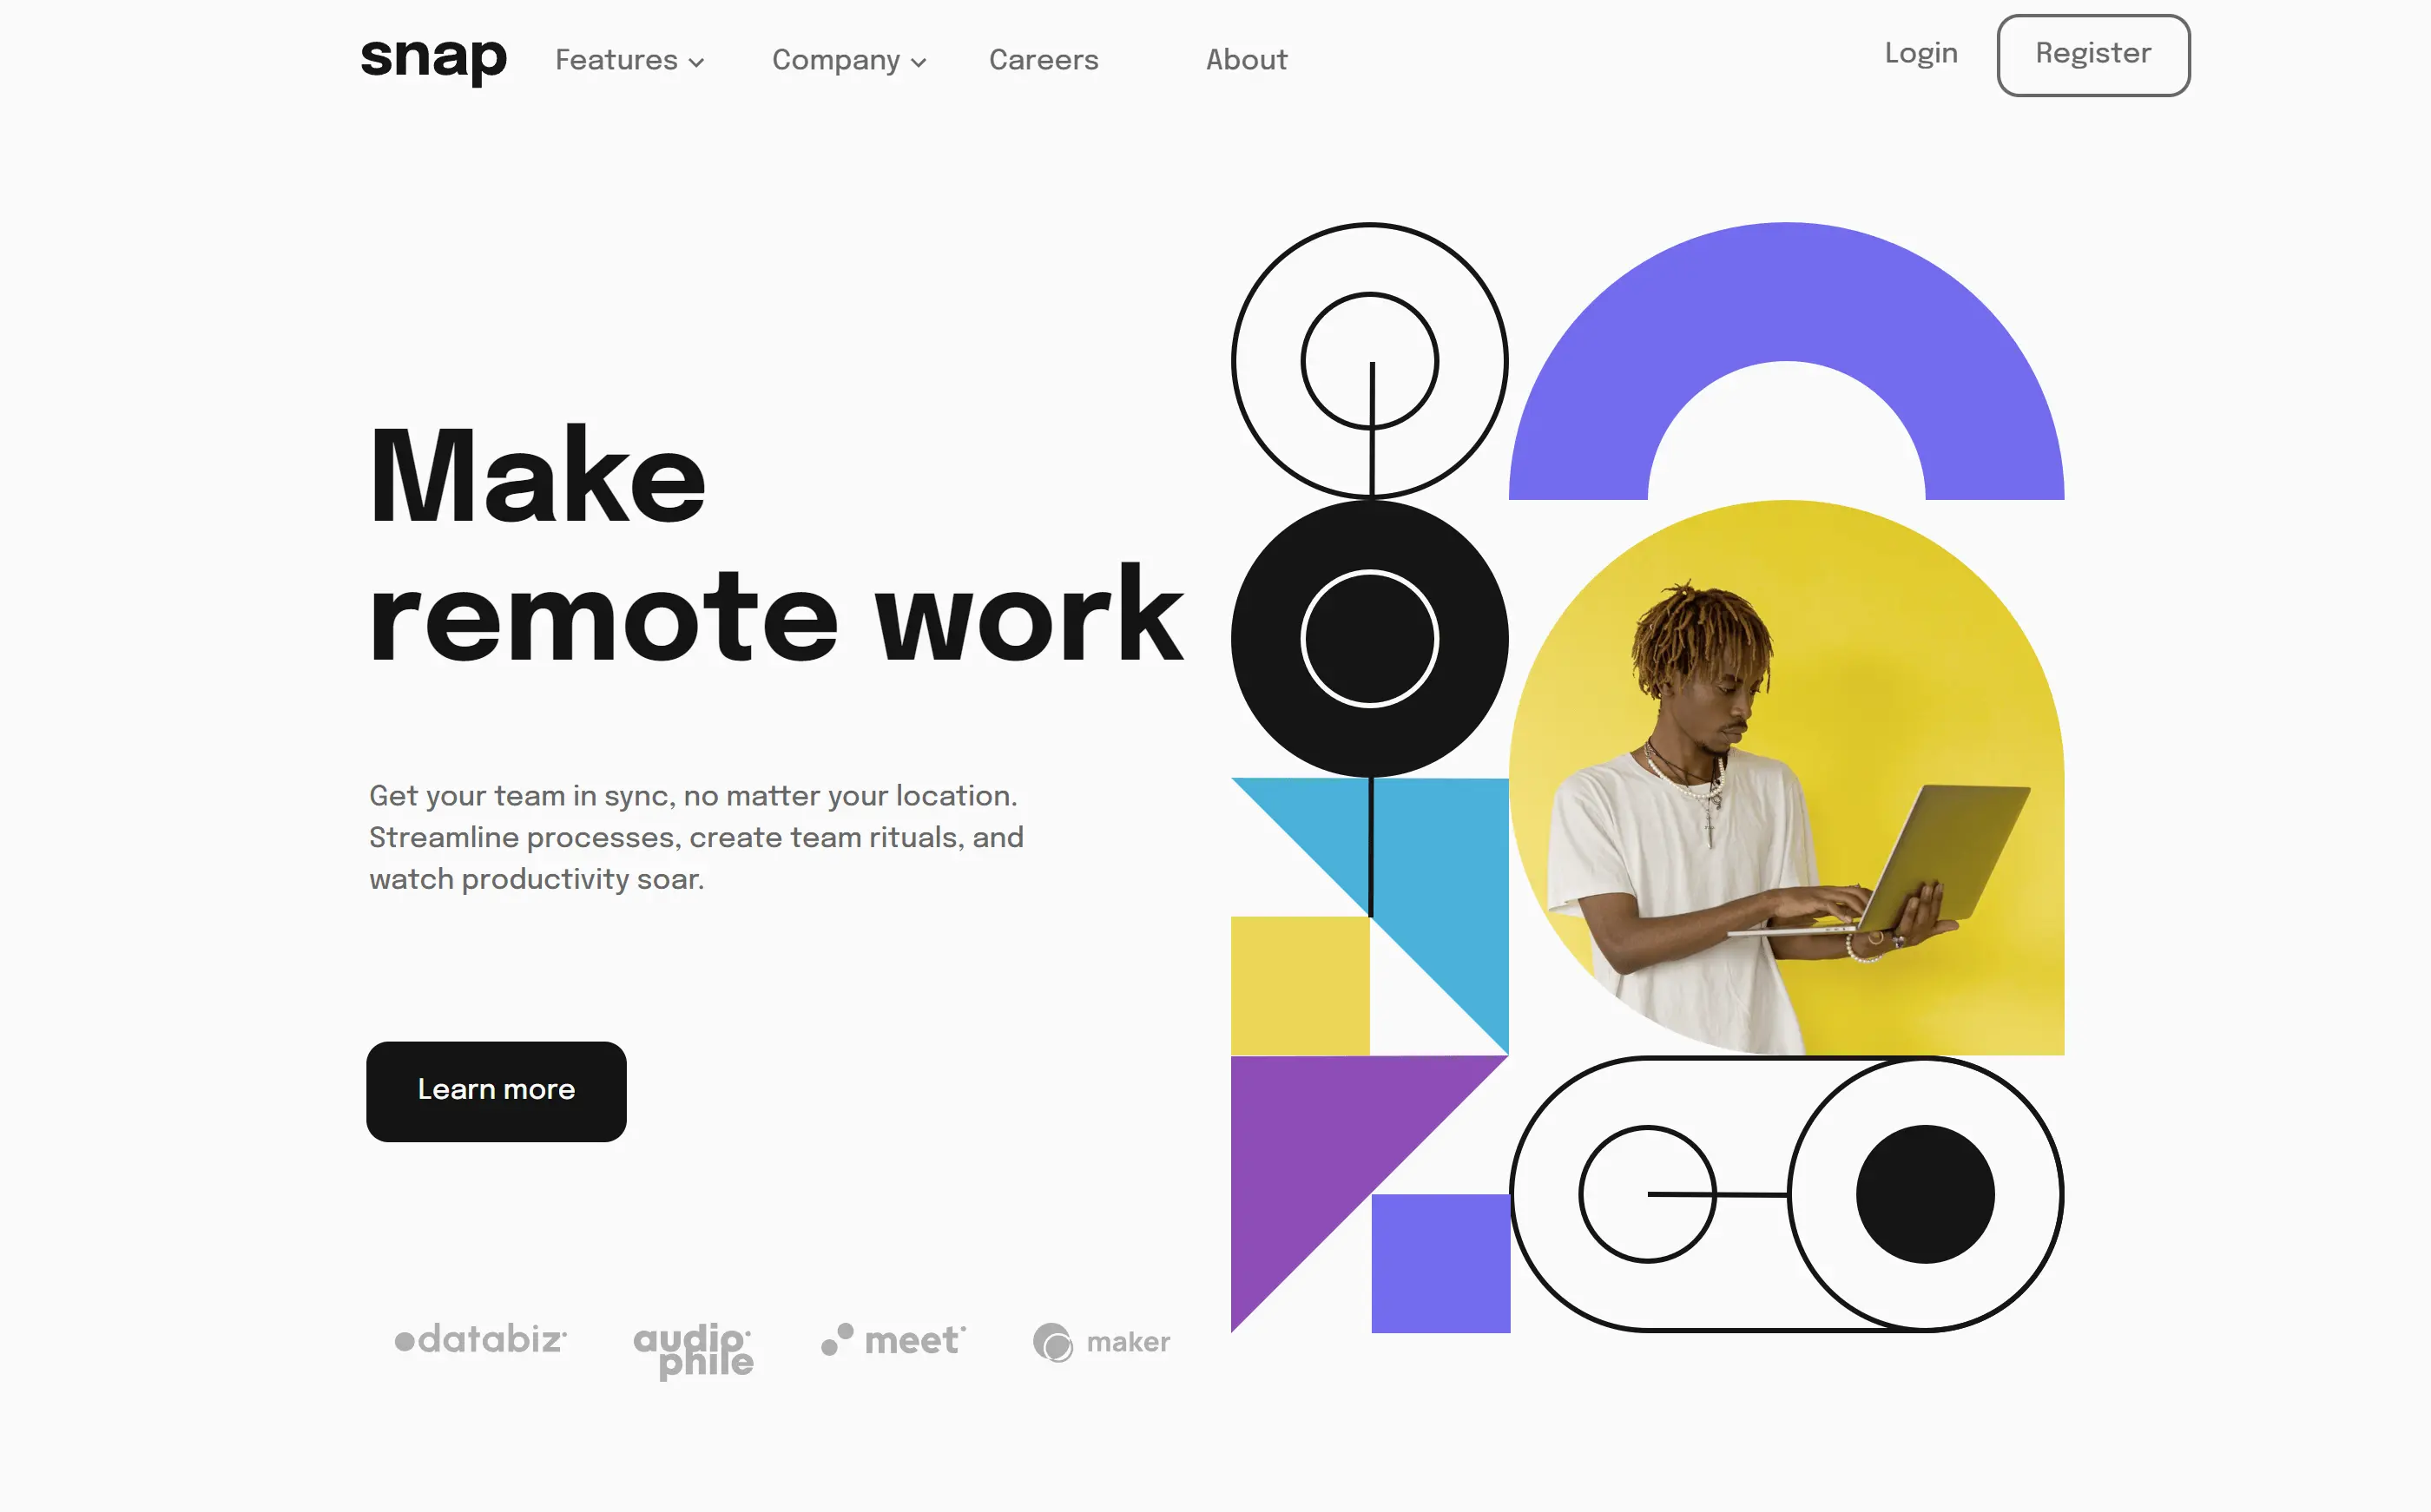 snap
Features
Company
Careers
About
Login
Register
Make
remote work
Get your team in sync, no matter your location.
Streamline processes, create team rituals, and
watch productivity soar.
Learn more
databiz
audio
phile
meet
maker